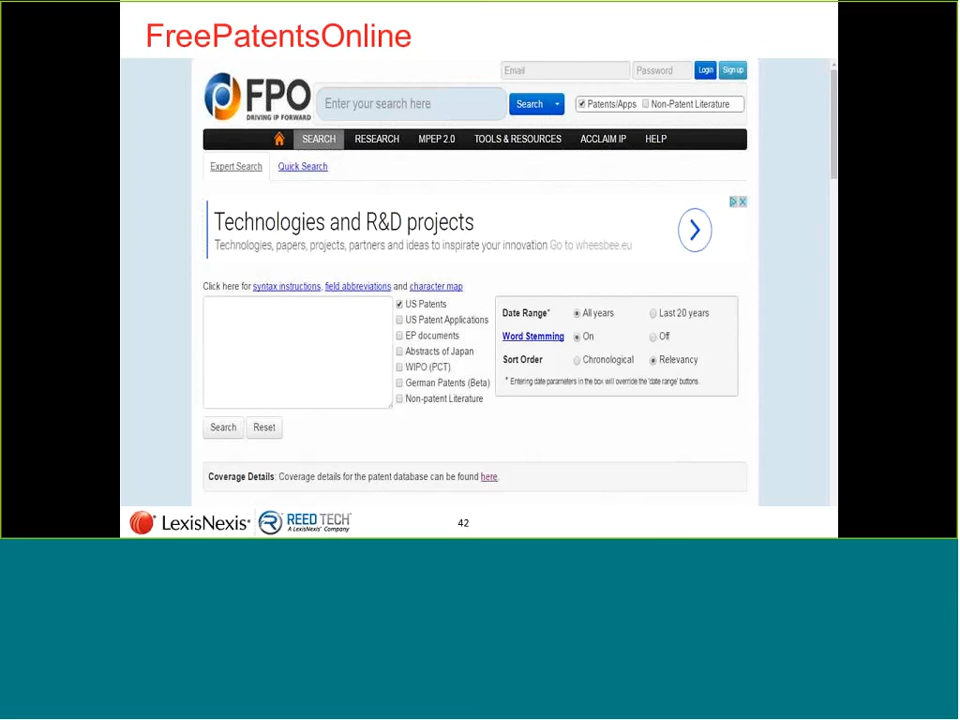 FreePatentsOnline
Email Password Login Sign up
FPO
DRIVING IP FORWARD
Enter your search here Search Patents/Apps Non-Patent Literature
SEARCH RESEARCH MPEP 2.0 TOOLS & RESOURCES ACCLAIM IP HELP
Expert Search Quick Search
Technologies and R&D projects
Technologies, papers, projects, partners and ideas to inspirate your innovation Go to wheesbee.eu
Click here for syntax instructions, field abbreviations and character map
US Patents
US Patent Applications
EP documents
Abstracts of Japan
WIPO (PCT)
German Patents (Beta)
Non-patent Literature
Date Range* All years Last 20 years
Word Stemming On Off
Sort Order Chronological Relevancy
* Entering date parameters in the box will override the 'date range' buttons.
Search Reset
Coverage Details: Coverage details for the patent database can be found here.
LexisNexis® REED TECH®
A LexisNexis® Company
42